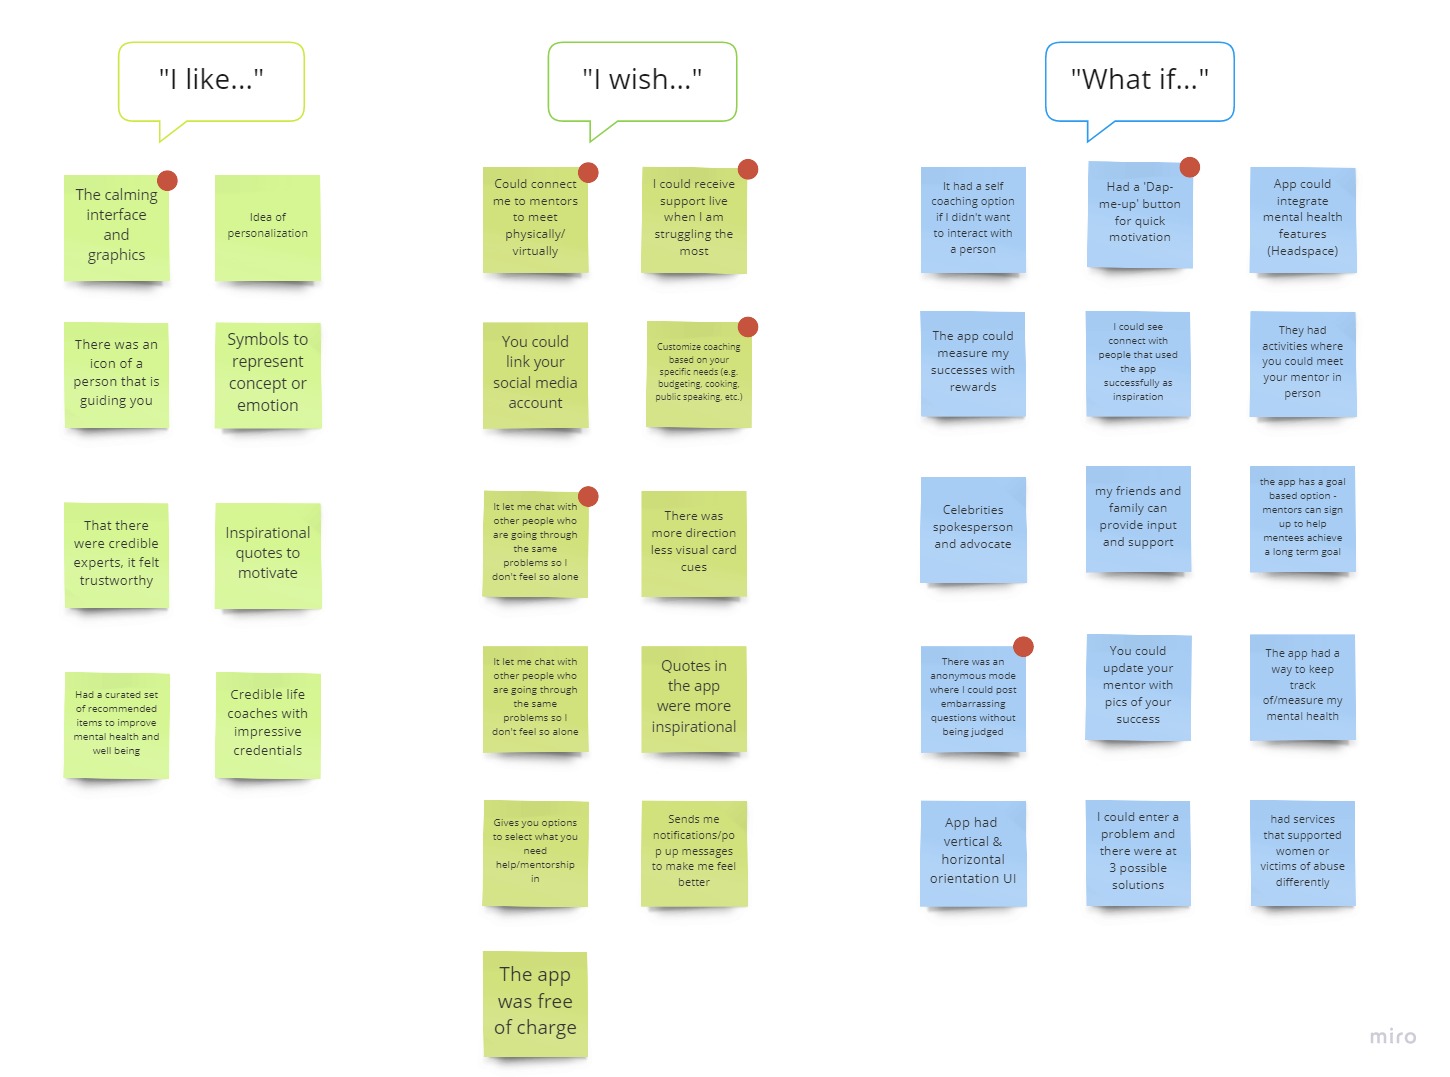 "I like..."
The calming
interface
and
graphics
Idea of
personalization
There was an
icon of a
person that is
guiding you
Symbols to
represent
concept or
emotion
That there
were credible
experts, it felt
trustworthy
Inspirational
quotes to
motivate
Had a curated set
of recommended
items to improve
mental health and
well being
Credible life
coaches with
impressive
credentials
"I wish..."
Could connect
me to mentors
to meet
physically/
virtually
I could receive
support live
when I am
struggling the
most
You could
link your
social media
account
Customize coaching
based on your
specific needs (e.g.
budgeting, cooking,
public speaking, etc.)
It let me chat with
other people who
are going through
the same
problems so I
don't feel so alone
There was
more direction
less visual card
cues
It let me chat with
other people who
are going through
the same
problems so I
don't feel so alone
Quotes in
the app
were more
inspirational
Gives you options
to select what you
need
help/mentorship
in
Sends me
notifications/po
p up messages
to make me feel
better
The app
was free
of charge
"What if..."
It had a self
coaching option
if I didn't want
to interact with
a person
Had a 'Dap-
me-up' button
for quick
motivation
App could
integrate
mental health
features
(Headspace)
The app could
measure my
successes with
rewards
I could see
connect with
people that used
the app
successfully as
inspiration
They had
activities where
you could meet
your mentor in
person
Celebrities
spokesperson
and advocate
my friends and
family can
provide input
and support
the app has a goal
based option -
mentors can sign
up to help
mentees achieve
a long term goal
There was an
anonymous mode
where I could post
embarrassing
questions without
being judged
You could
update your
mentor with
pics of your
success
The app had a
way to keep
track
of/measure my
mental health
App had
vertical &
horizontal
orientation UI
I could enter a
problem and
there were at
3 possible
solutions
had services
that supported
women or
victims of abuse
differently
miro